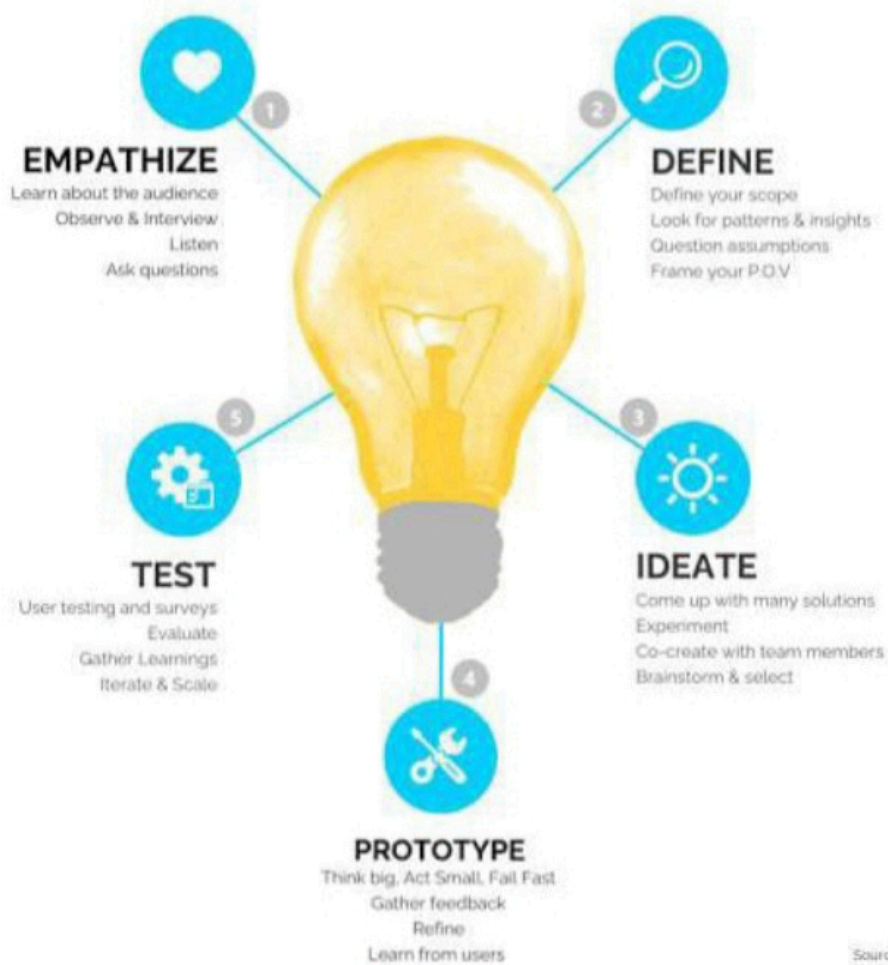 1
EMPATHIZE
Learn about the audience
Observe & Interview
Listen
Ask questions
2
DEFINE
Define your scope
Look for patterns & insights
Question assumptions
Frame your P.O.V
3
IDEATE
Come up with many solutions
Experiment
Co-create with team members
Brainstorm & select
4
PROTOTYPE
Think big, Act Small, Fail Fast
Gather feedback
Refine
Learn from users
5
TEST
User testing and surveys
Evaluate
Gather Learnings
Iterate & Scale